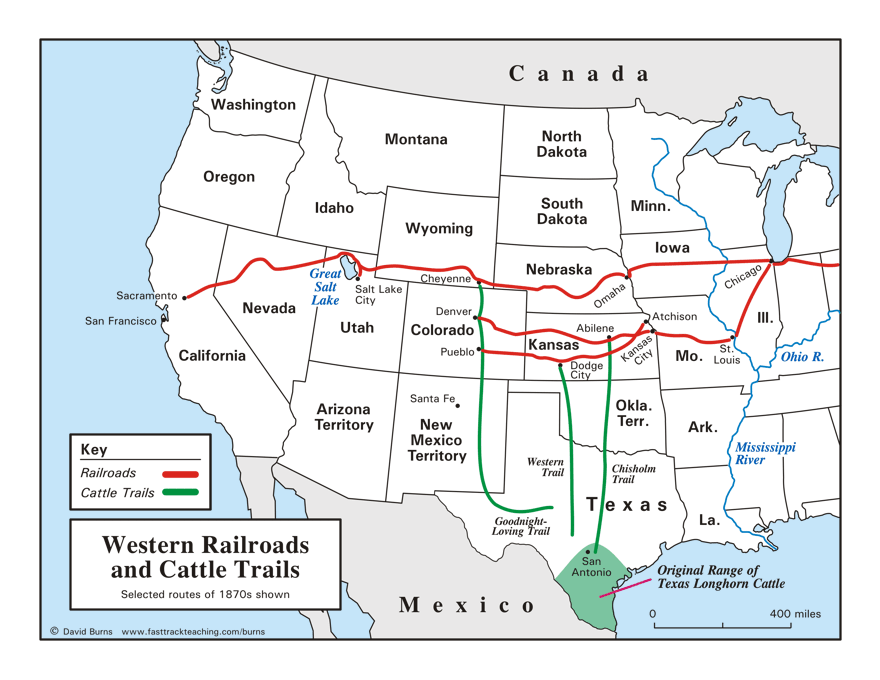 C a n a d a
Washington
Montana
North
Dakota
Minn.
Oregon
Idaho
South
Dakota
Wyoming
Iowa
Nebraska
Great
Salt
Lake
Cheyenne
Omaha
Chicago
Sacramento
Salt Lake
City
San Francisco
Nevada
Utah
Denver
Colorado
Pueblo
Abilene
Atchison
Kansas
Kansas
City
Ill.
Mo.
St.
Louis
Ohio R.
California
Dodge
City
Arizona
Territory
Santa Fe
New
Mexico
Territory
Okla.
Terr.
Ark.
Mississippi
River
Key
Railroads
Cattle Trails
Western
Trail
Chisholm
Trail
T e x a s
Goodnight-
Loving Trail
La.
Western Railroads
and Cattle Trails
Selected routes of 1870s shown
San
Antonio
Original Range of
Texas Longhorn Cattle
M e x i c o
0 400 miles
© David Burns www.fasttrackteaching.com/burns